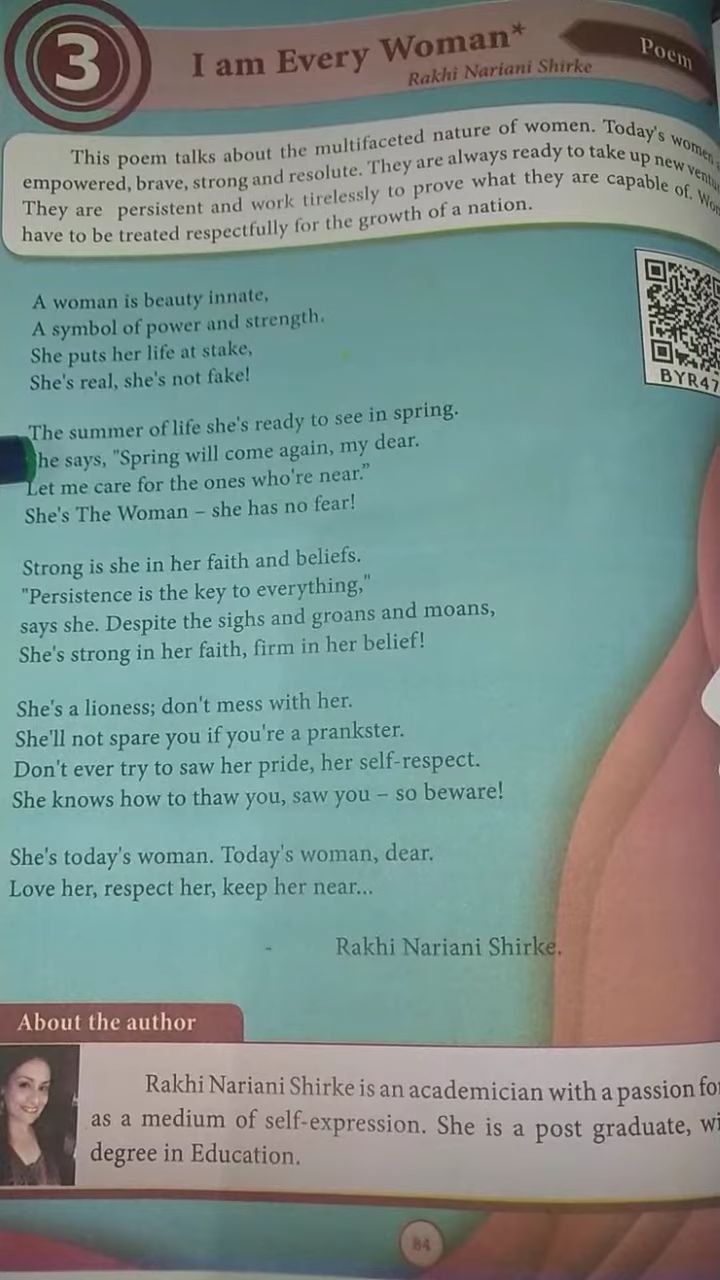 3
I am Every Woman*
Poem
Rakhi Nariani Shirke
This poem talks about the multifaceted nature of women. Today's women
empowered, brave, strong and resolute. They are always ready to take up new
They are persistent and work tirelessly to prove what they are capable of.
have to be treated respectfully for the growth of a nation.
A woman is beauty innate,
A symbol of power and strength.
She puts her life at stake,
She's real, she's not fake!
BYR47
The summer of life she's ready to see in spring.
he says, "Spring will come again, my dear.
Let me care for the ones who're near."
She's The Woman – she has no fear!
Strong is she in her faith and beliefs.
"Persistence is the key to everything,"
says she. Despite the sighs and groans and moans,
She's strong in her faith, firm in her belief!
She's a lioness; don't mess with her.
She'll not spare you if you're a prankster.
Don't ever try to saw her pride, her self-respect.
She knows how to thaw you, saw you – so beware!
She's today's woman. Today's woman, dear.
Love her, respect her, keep her near...
- Rakhi Nariani Shirke.
About the author
Rakhi Nariani Shirke is an academician with a passion
as a medium of self-expression. She is a post graduate,
degree in Education.
84